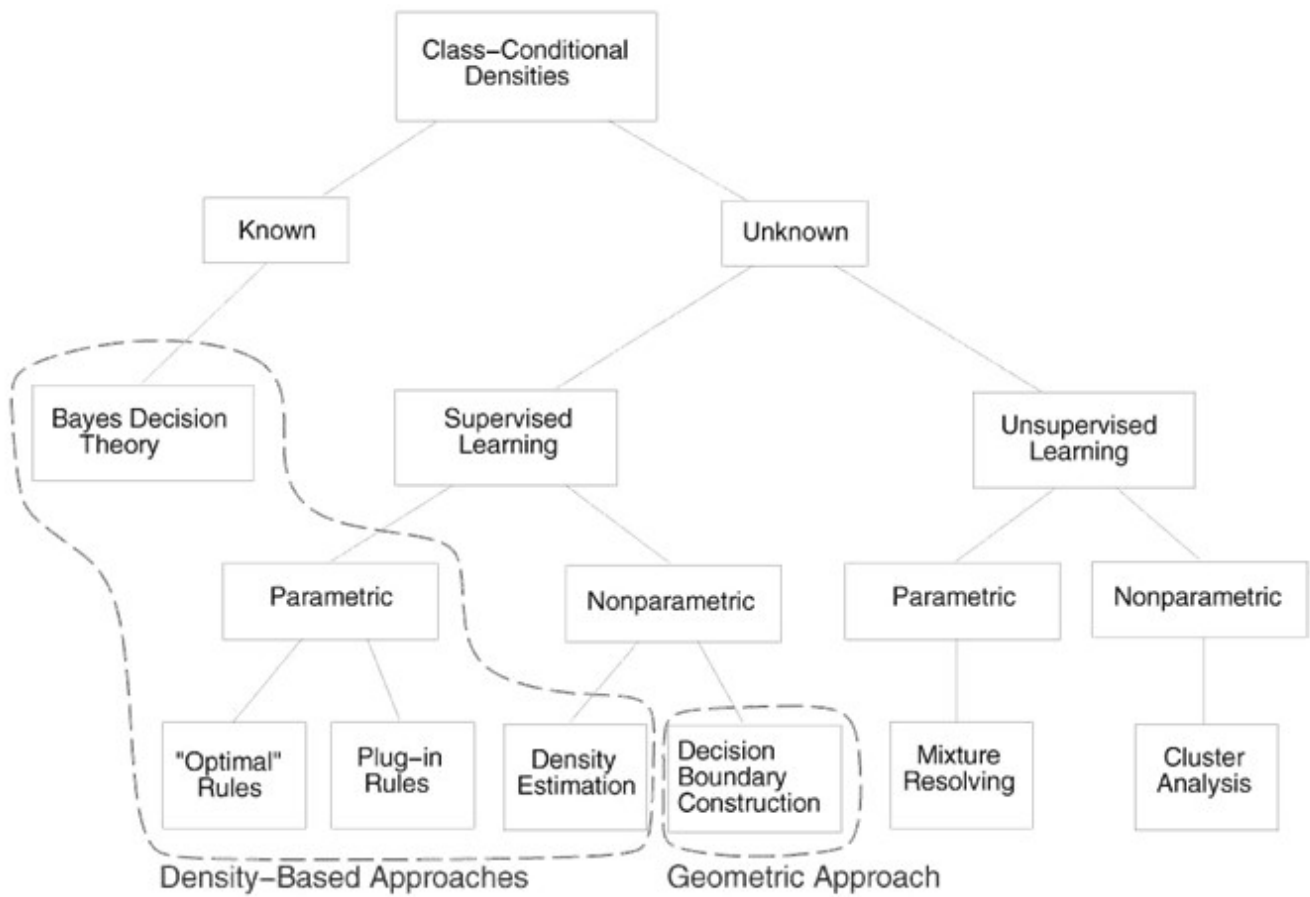 Class–Conditional
Densities
Known
Unknown
Bayes Decision
Theory
Supervised
Learning
Unsupervised
Learning
Parametric
Nonparametric
Parametric
Nonparametric
"Optimal"
Rules
Plug–in
Rules
Density
Estimation
Decision
Boundary
Construction
Mixture
Resolving
Cluster
Analysis
Density–Based Approaches
Geometric Approach